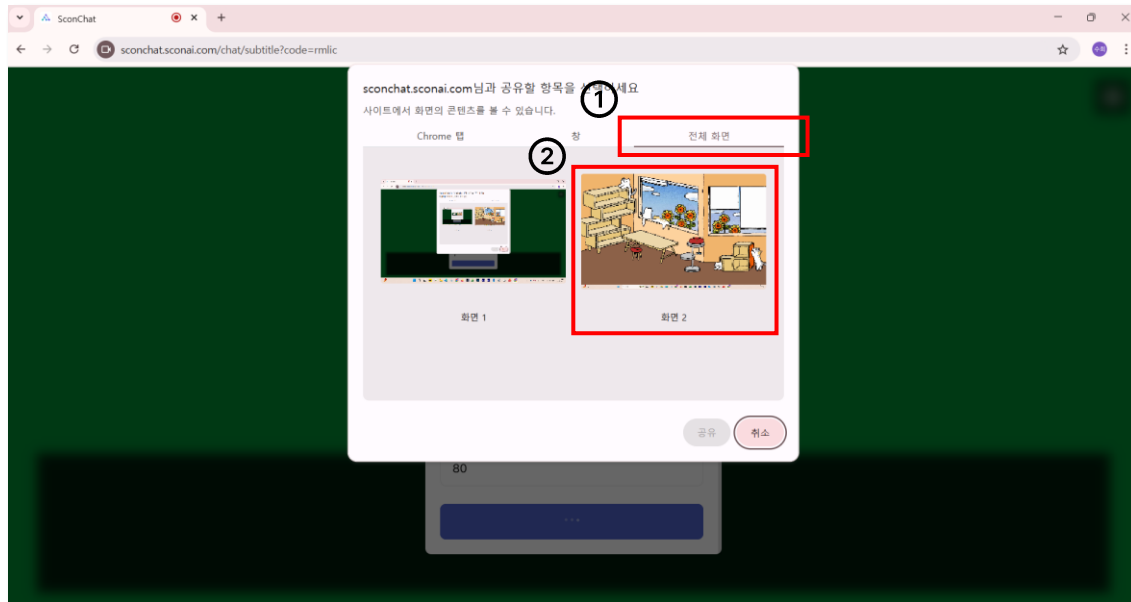 SconChat
sconchat.sconai.com/chat/subtitle?code=rmlic
수희
sconchat.sconai.com님과 공유할 항목을 선택하세요
①
사이트에서 화면의 콘텐츠를 볼 수 있습니다.
Chrome 탭
창
전체 화면
②
화면 1
화면 2
공유
취소
80
...